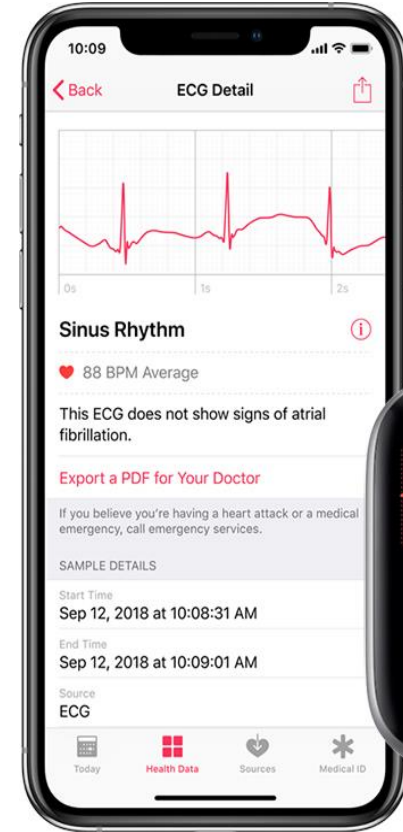 10:09
Back
ECG Detail
0s 1s 2s
Sinus Rhythm
88 BPM Average
This ECG does not show signs of atrial
fibrillation.
Export a PDF for Your Doctor
If you believe you're having a heart attack or a medical
emergency, call emergency services.
SAMPLE DETAILS
Start Time
Sep 12, 2018 at 10:08:31 AM
End Time
Sep 12, 2018 at 10:09:01 AM
Source
ECG
Today Health Data Sources Medical ID